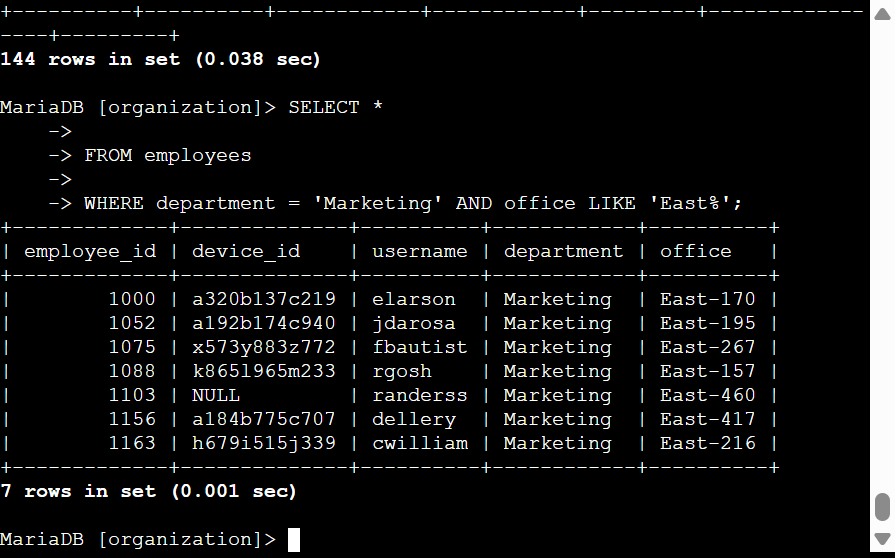 +----------+----------+------------+------------+---------+-------------
----+---------+
144 rows in set (0.038 sec)
MariaDB [organization]> SELECT *
    ->
    -> FROM employees
    ->
    -> WHERE department = 'Marketing' AND office LIKE 'East%';
+-------------+--------------+----------+------------+----------+
| employee_id | device_id    | username | department | office   |
+-------------+--------------+----------+------------+----------+
|        1000 | a320b137c219 | elarson  | Marketing  | East-170 |
|        1052 | a192b174c940 | jdarosa  | Marketing  | East-195 |
|        1075 | x573y883z772 | fbautist | Marketing  | East-267 |
|        1088 | k865l965m233 | rgosh    | Marketing  | East-157 |
|        1103 | NULL         | randerss | Marketing  | East-460 |
|        1156 | a184b775c707 | dellery  | Marketing  | East-417 |
|        1163 | h679i515j339 | cwilliam | Marketing  | East-216 |
+-------------+--------------+----------+------------+----------+
7 rows in set (0.001 sec)
MariaDB [organization]>